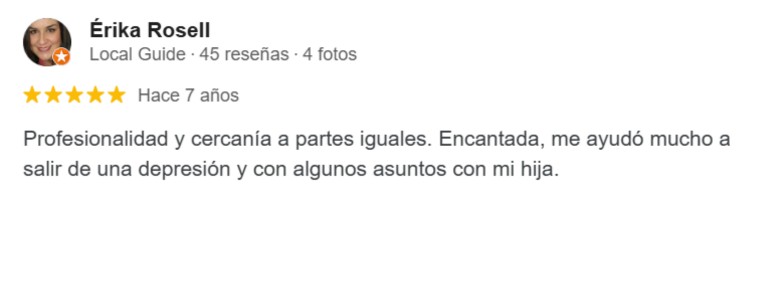 Érika Rosell
Local Guide · 45 reseñas · 4 fotos
Hace 7 años
Profesionalidad y cercanía a partes iguales. Encantada, me ayudó mucho a
salir de una depresión y con algunos asuntos con mi hija.